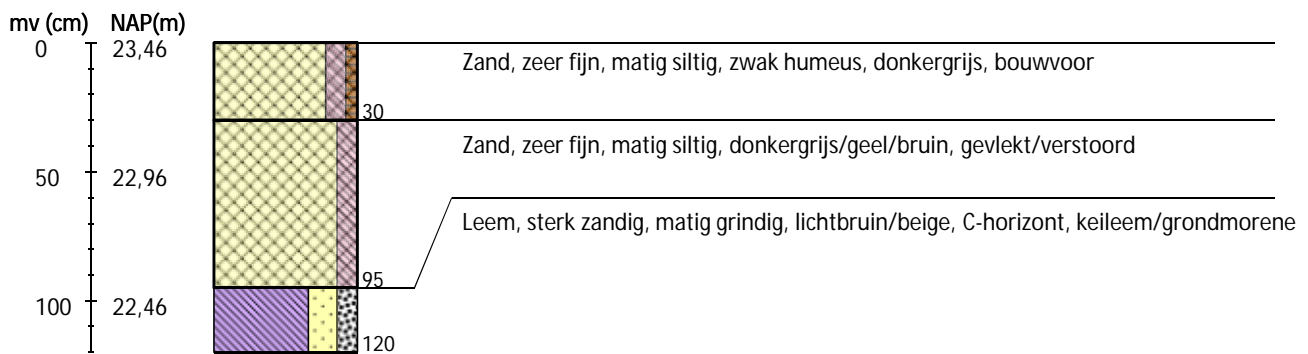 mv (cm) NAP(m)
0 23,46
Zand, zeer fijn, matig siltig, zwak humeus, donkergrijs, bouwvoor
30
Zand, zeer fijn, matig siltig, donkergrijs/geel/bruin, gevlekt/verstoord
50 22,96
Leem, sterk zandig, matig grindig, lichtbruin/beige, C-horizont, keileem/grondmorene
95
100 22,46
120